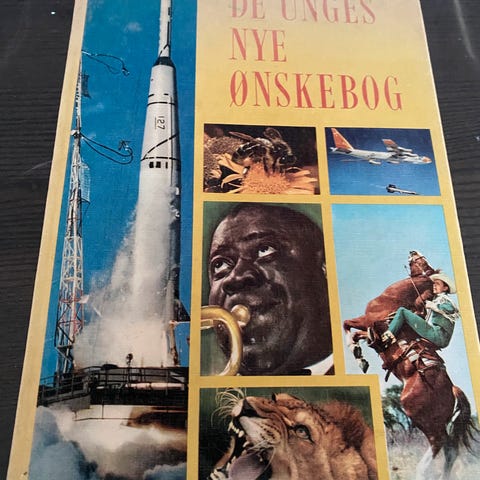 DE UNGES
NYE
ØNSKEBOG
127